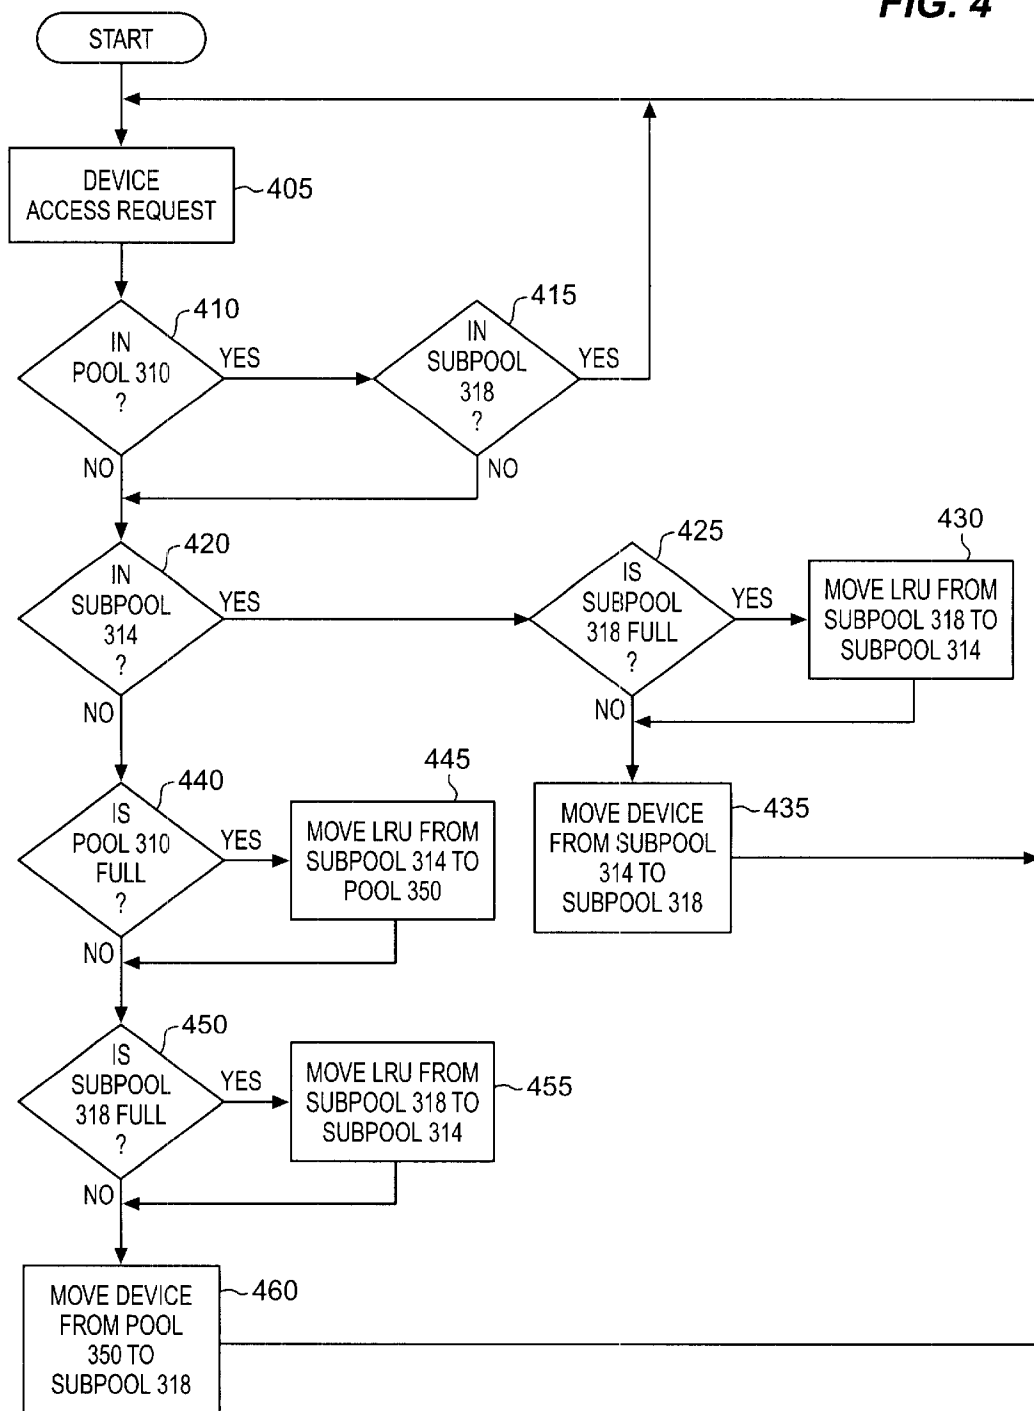 FIG. 4
START
DEVICE
ACCESS REQUEST
405
IN
POOL 310
?
410
YES
NO
IN
SUBPOOL
318
?
415
YES
NO
IN
SUBPOOL
314
?
420
YES
NO
IS
SUBPOOL
318 FULL
?
425
YES
NO
MOVE LRU FROM
SUBPOOL 318 TO
SUBPOOL 314
430
MOVE DEVICE
FROM SUBPOOL
314 TO
SUBPOOL 318
435
IS
POOL 310
FULL
?
440
YES
NO
MOVE LRU FROM
SUBPOOL 314 TO
POOL 350
445
IS
SUBPOOL
318 FULL
?
450
YES
NO
MOVE LRU FROM
SUBPOOL 318 TO
SUBPOOL 314
455
MOVE DEVICE
FROM POOL
350 TO
SUBPOOL 318
460